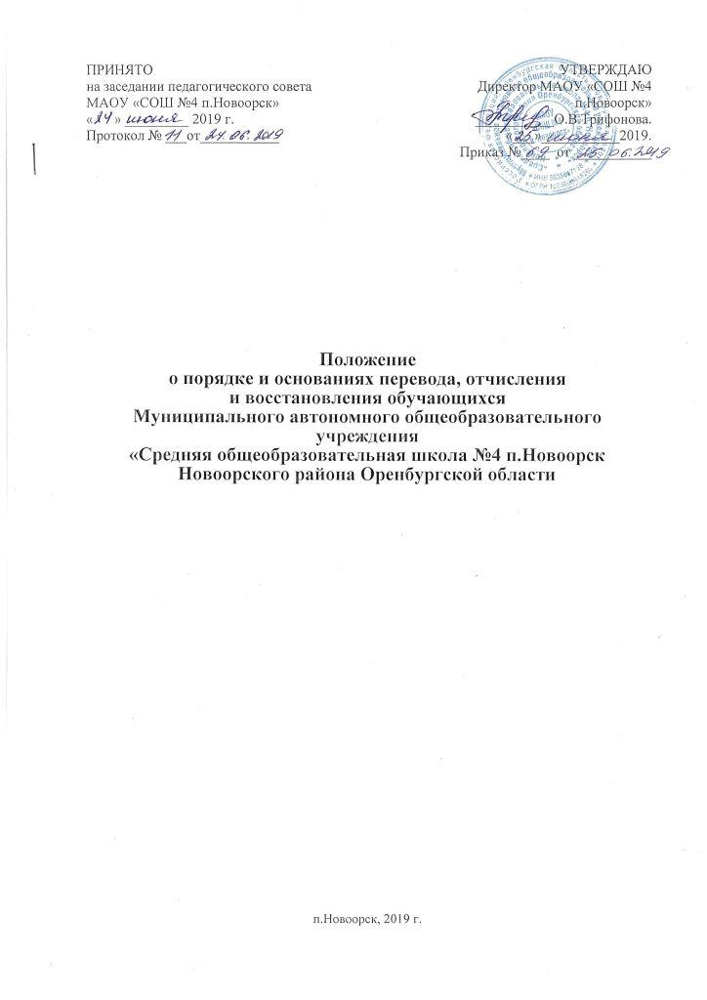 ПРИНЯТО
на заседании педагогического совета
МАОУ «СОШ №4 п.Новоорск»
«24» июня 2019 г.
Протокол № 11 от 24.06.2019
УТВЕРЖДАЮ
Директор МАОУ «СОШ №4
п.Новоорск»
О.В.Трифонова.
«25» июня 2019.
Приказ № 69 от 25.06.2019
Положение
о порядке и основаниях перевода, отчисления
и восстановления обучающихся
Муниципального автономного общеобразовательного
учреждения
«Средняя общеобразовательная школа №4 п.Новоорск
Новоорского района Оренбургской области
п.Новоорск, 2019 г.